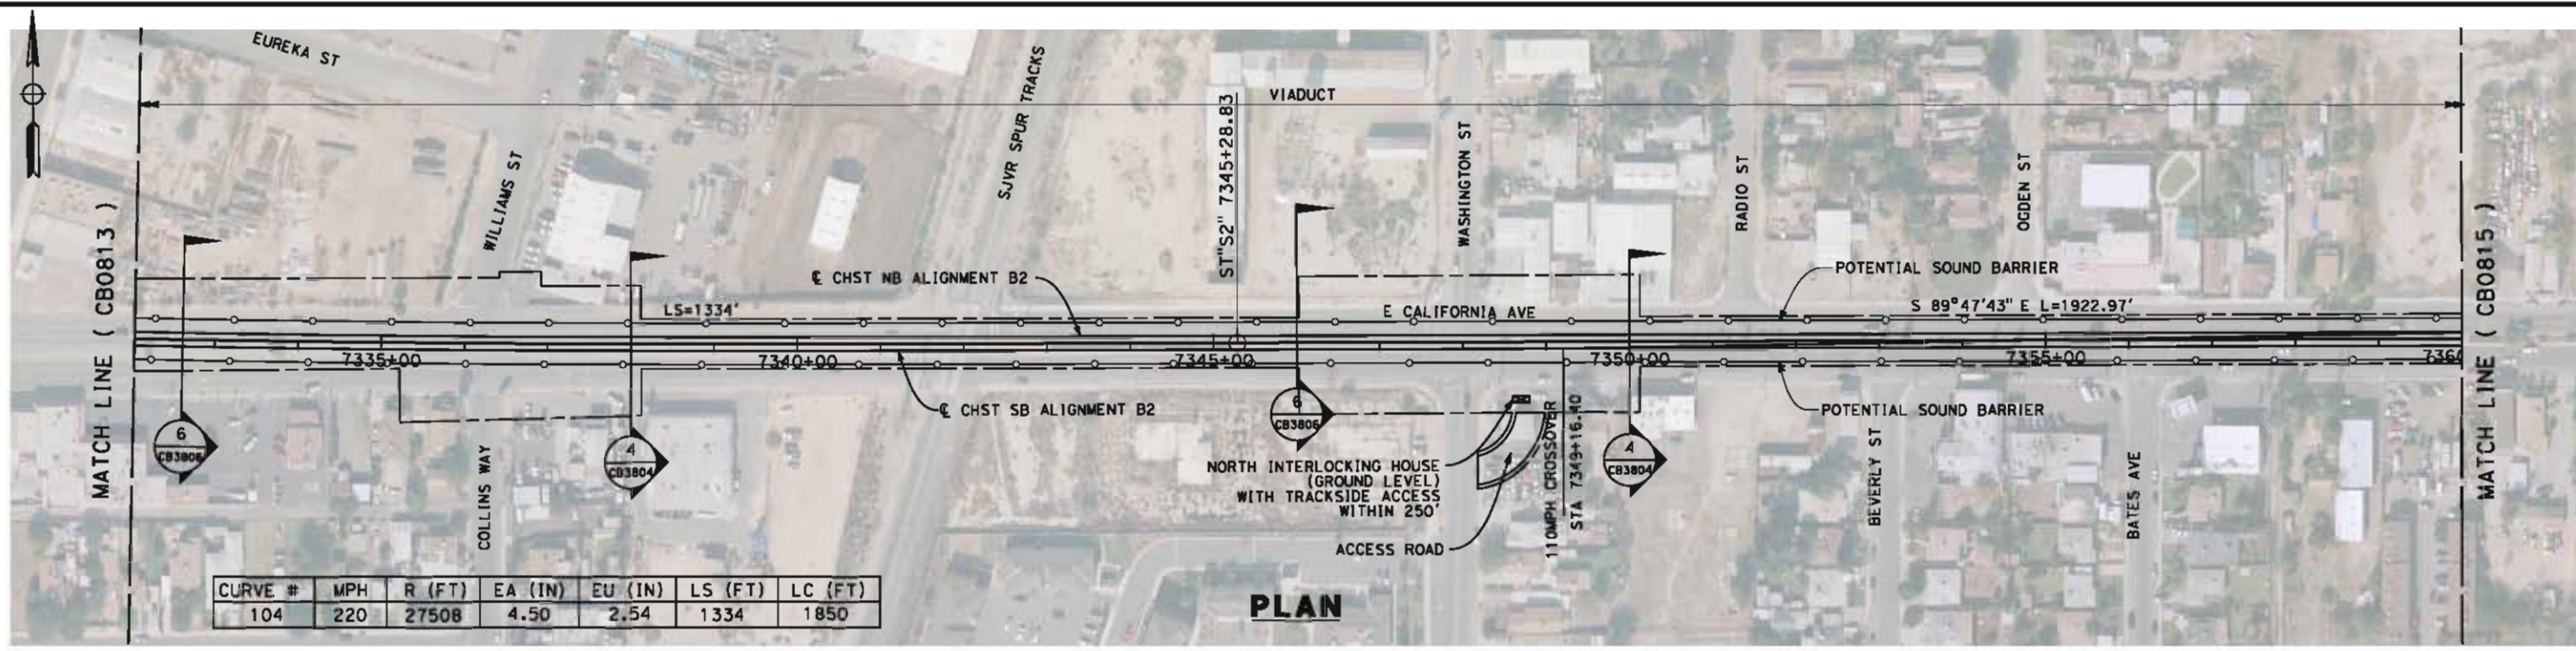 EUREKA ST
SJVR SPUR TRACKS
VIADUCT
ST"S2" 7345+28.83
WILLIAMS ST
WASHINGTON ST
RADIO ST
OGDEN ST
MATCH LINE ( CB0813 )
MATCH LINE ( CB0815 )
℄ CHST NB ALIGNMENT B2
POTENTIAL SOUND BARRIER
LS=1334'
E CALIFORNIA AVE
S 89°47'43" E L=1922.97'
7335+00
7340+00
7345+00
7350+00
7355+00
736
℄ CHST SB ALIGNMENT B2
POTENTIAL SOUND BARRIER
6
CB3806
4
CB3804
6
CB3806
4
CB3804
COLLINS WAY
NORTH INTERLOCKING HOUSE
(GROUND LEVEL)
WITH TRACKSIDE ACCESS
WITHIN 250'
ACCESS ROAD
110MPH CROSSOVER
STA 7349+16.40
BEVERLY ST
BATES AVE
CURVE # MPH R (FT) EA (IN) EU (IN) LS (FT) LC (FT)
104 220 27508 4.50 2.54 1334 1850
PLAN